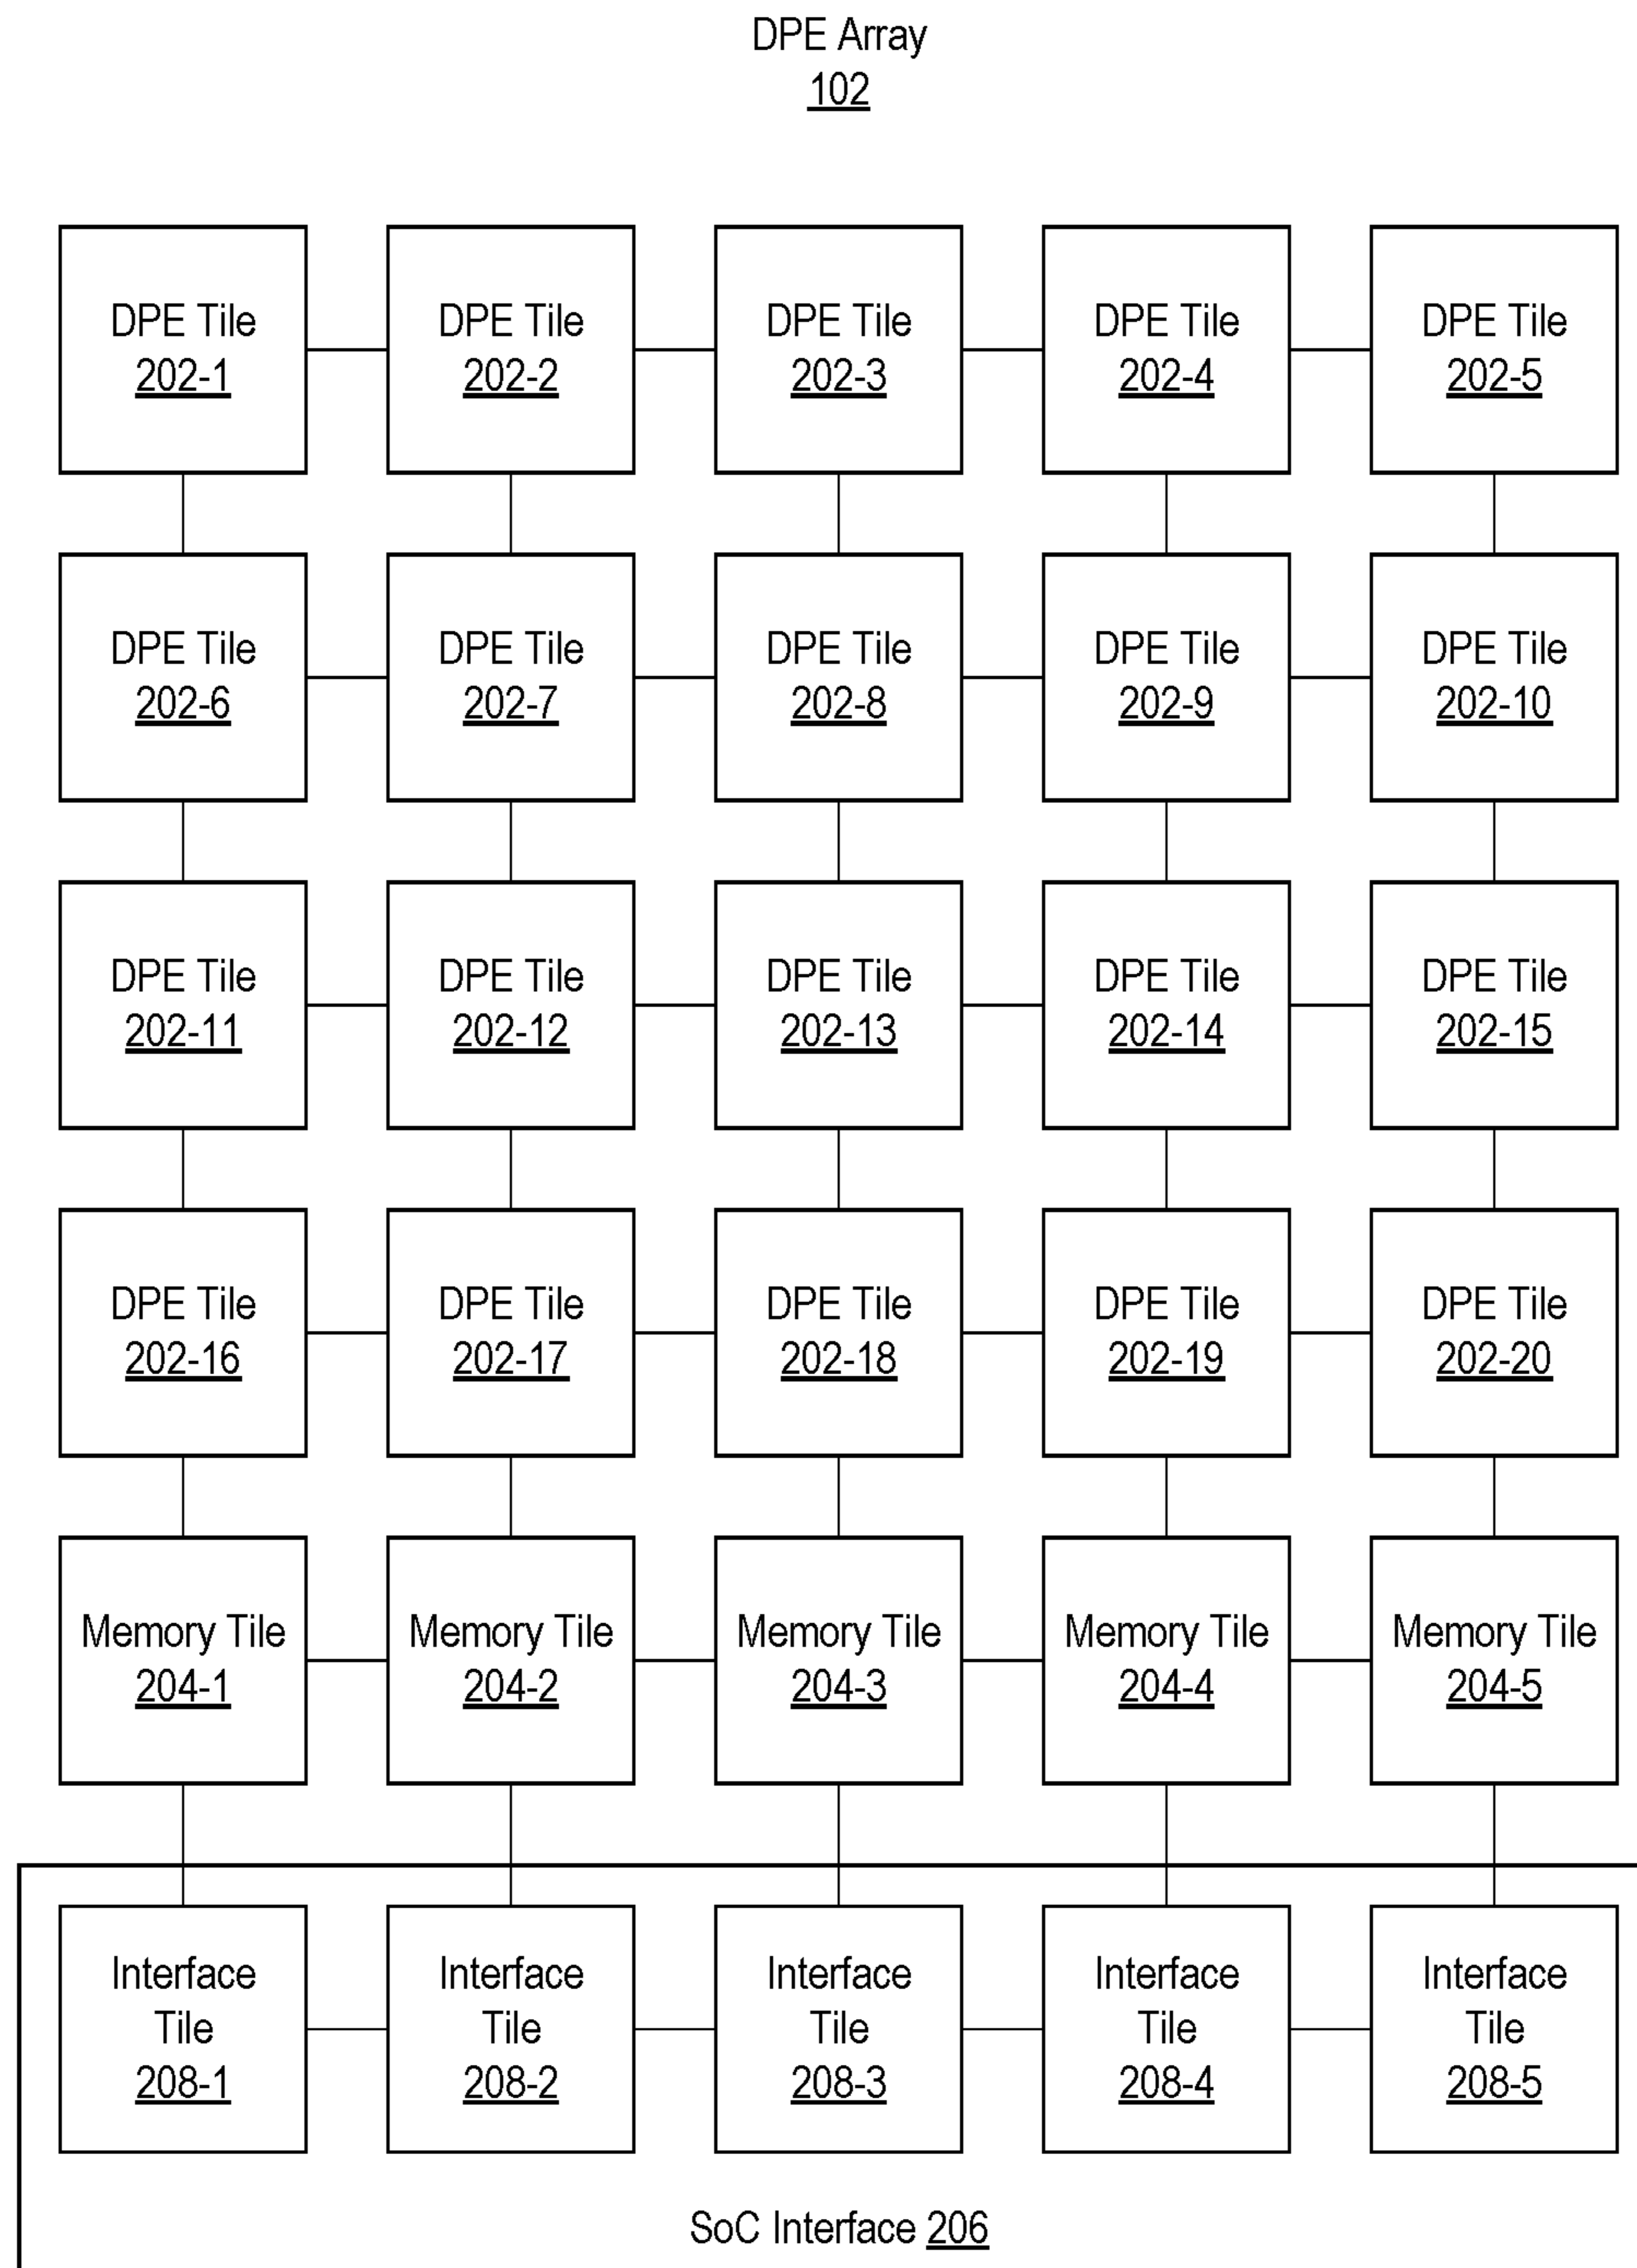 DPE Array
102
DPE Tile
202-1
DPE Tile
202-2
DPE Tile
202-3
DPE Tile
202-4
DPE Tile
202-5
DPE Tile
202-6
DPE Tile
202-7
DPE Tile
202-8
DPE Tile
202-9
DPE Tile
202-10
DPE Tile
202-11
DPE Tile
202-12
DPE Tile
202-13
DPE Tile
202-14
DPE Tile
202-15
DPE Tile
202-16
DPE Tile
202-17
DPE Tile
202-18
DPE Tile
202-19
DPE Tile
202-20
Memory Tile
204-1
Memory Tile
204-2
Memory Tile
204-3
Memory Tile
204-4
Memory Tile
204-5
Interface
Tile
208-1
Interface
Tile
208-2
Interface
Tile
208-3
Interface
Tile
208-4
Interface
Tile
208-5
SoC Interface 206